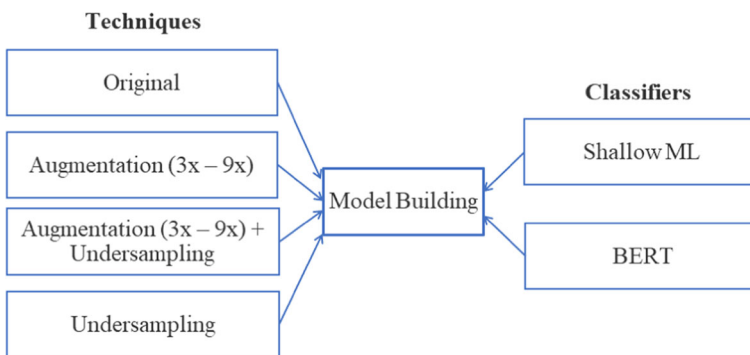 Techniques
Original
Augmentation (3x – 9x)
Augmentation (3x – 9x) +
Undersampling
Undersampling
Model Building
Classifiers
Shallow ML
BERT